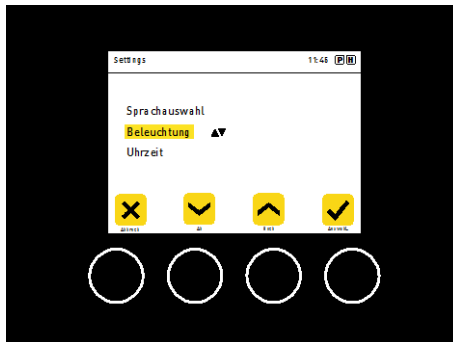 Settings 11:46 P H
Sprachauswahl
Beleuchtung ▲▼
Uhrzeit